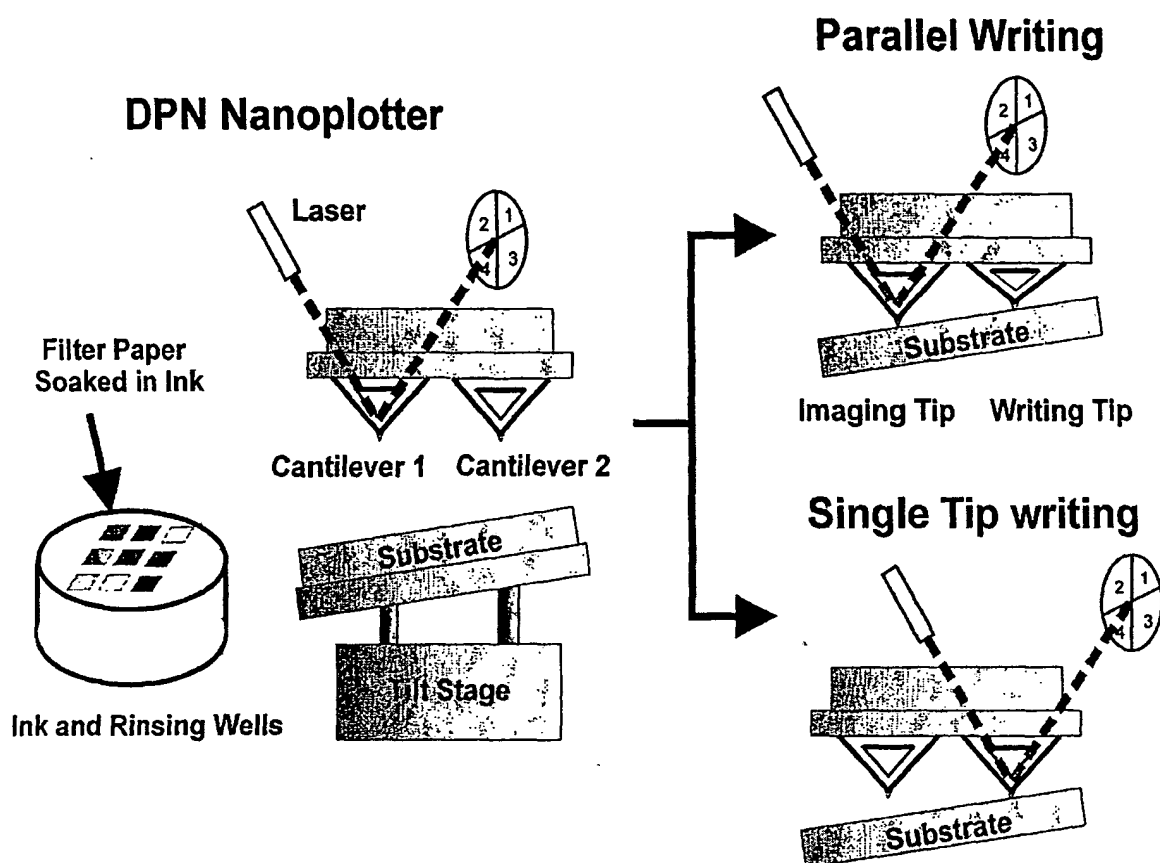 Parallel Writing
DPN Nanoplotter
Laser
2 1
4 3
2 1
4 3
Filter Paper
Soaked in Ink
Substrate
Imaging Tip Writing Tip
Cantilever 1 Cantilever 2
Single Tip writing
Substrate
2 1
4 3
Tilt Stage
Ink and Rinsing Wells
Substrate